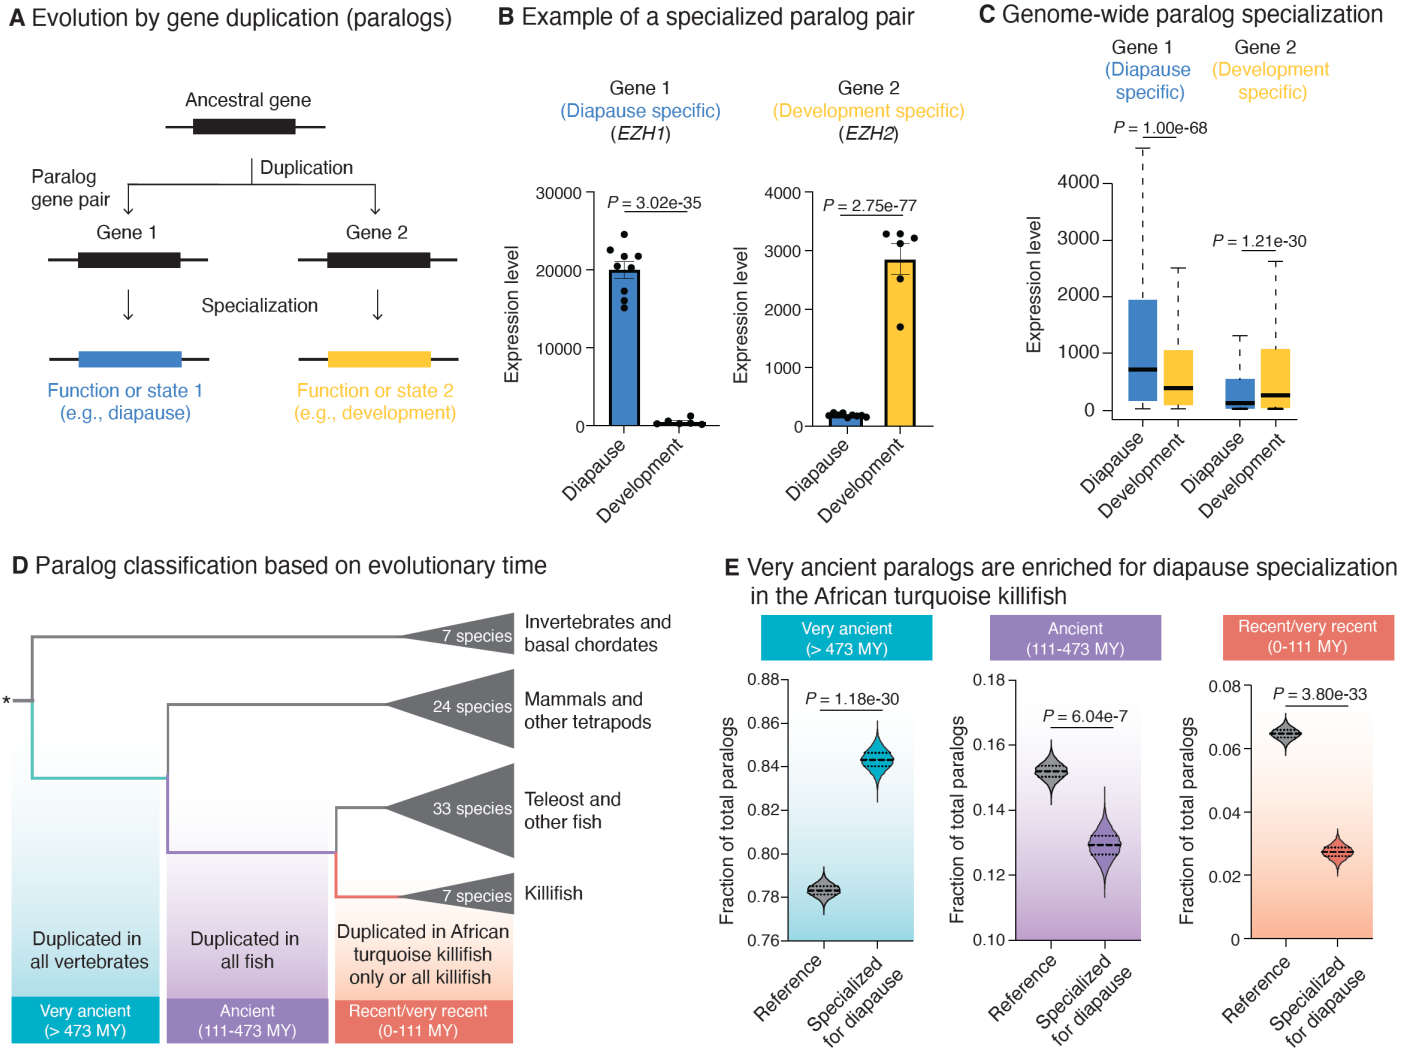 A Evolution by gene duplication (paralogs)
Ancestral gene
Duplication
Paralog
gene pair
Gene 1
Gene 2
Specialization
Function or state 1
(e.g., diapause)
Function or state 2
(e.g., development)
B Example of a specialized paralog pair
Gene 1
(Diapause specific)
(EZH1)
P = 3.02e-35
Expression level
30000
20000
10000
0
Diapause
Development
Gene 2
(Development specific)
(EZH2)
P = 2.75e-77
Expression level
4000
3000
2000
1000
0
Diapause
Development
C Genome-wide paralog specialization
Gene 1
(Diapause
specific)
Gene 2
(Development
specific)
P = 1.00e-68
P = 1.21e-30
Expression level
4000
3000
2000
1000
0
Diapause
Development
Diapause
Development
D Paralog classification based on evolutionary time
*
7 species
Invertebrates and
basal chordates
24 species
Mammals and
other tetrapods
33 species
Teleost and
other fish
7 species
Killifish
Duplicated in
all vertebrates
Duplicated in
all fish
Duplicated in African
turquoise killifish
only or all killifish
Very ancient
(> 473 MY)
Ancient
(111-473 MY)
Recent/very recent
(0-111 MY)
E Very ancient paralogs are enriched for diapause specialization
in the African turquoise killifish
Very ancient
(> 473 MY)
P = 1.18e-30
Fraction of total paralogs
0.88
0.86
0.84
0.82
0.80
0.78
0.76
Reference
Specialized
for diapause
Ancient
(111-473 MY)
P = 6.04e-7
Fraction of total paralogs
0.18
0.16
0.14
0.12
0.10
Reference
Specialized
for diapause
Recent/very recent
(0-111 MY)
P = 3.80e-33
Fraction of total paralogs
0.08
0.06
0.04
0.02
0
Reference
Specialized
for diapause